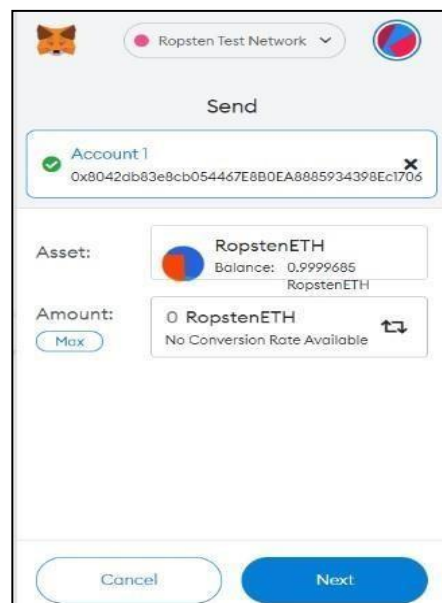 Ropsten Test Network
Send
Account 1
0x8042db83e8cb054467E8B0EA8885934398Ec1706
Asset:
RopstenETH
Balance: 0.9999685
RopstenETH
Amount:
Max
0 RopstenETH
No Conversion Rate Available
Cancel
Next